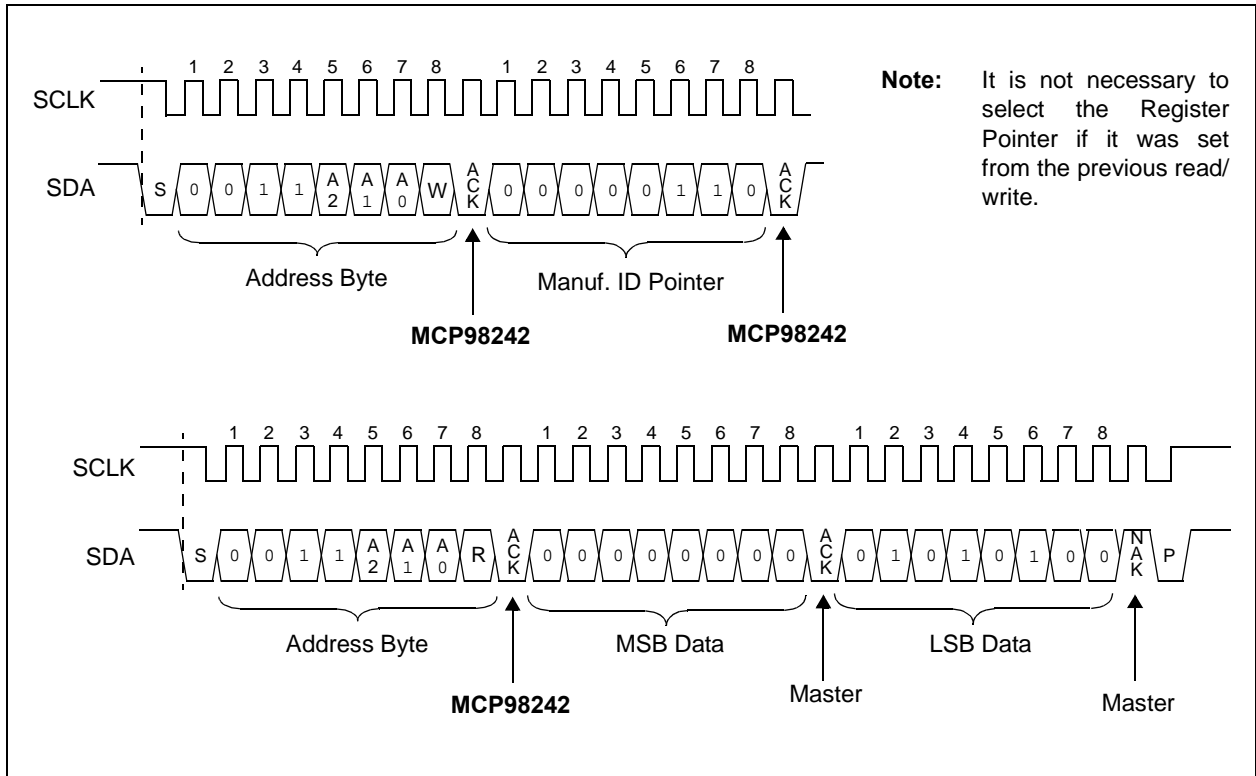 1 2 3 4 5 6 7 8 1 2 3 4 5 6 7 8
SCLK
SDA S 0 0 1 1 A2 A1 A0 W ACK 0 0 0 0 0 1 1 0 ACK
Address Byte Manuf. ID Pointer
MCP98242 MCP98242
Note: It is not necessary to
select the Register
Pointer if it was set
from the previous read/
write.
1 2 3 4 5 6 7 8 1 2 3 4 5 6 7 8 1 2 3 4 5 6 7 8
SCLK
SDA S 0 0 1 1 A2 A1 A0 R ACK 0 0 0 0 0 0 0 0 ACK 0 1 0 1 0 1 0 0 NAK P
Address Byte MSB Data LSB Data
MCP98242 Master Master